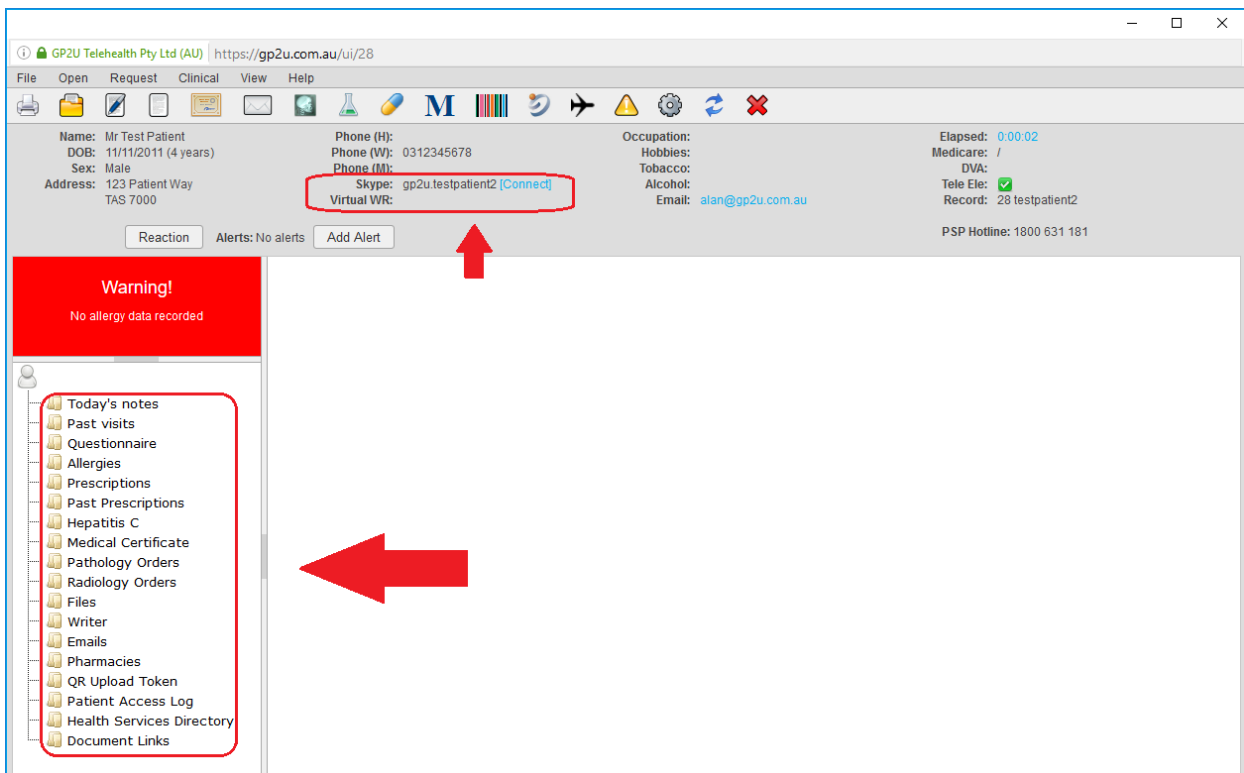 GP2U Telehealth Pty Ltd (AU) https://gp2u.com.au/ui/28
File Open Request Clinical View Help
M
Name: Mr Test Patient
DOB: 11/11/2011 (4 years)
Sex: Male
Address: 123 Patient Way
TAS 7000
Phone (H):
Phone (W): 0312345678
Phone (M):
Skype: gp2u.testpatient2 [Connect]
Virtual WR:
Occupation:
Hobbies:
Tobacco:
Alcohol:
Email: alan@gp2u.com.au
Elapsed: 0:00:02
Medicare: /
DVA:
Tele Ele:
Record: 28 testpatient2
Reaction Alerts: No alerts Add Alert
PSP Hotline: 1800 631 181
Warning!
No allergy data recorded
Today's notes
Past visits
Questionnaire
Allergies
Prescriptions
Past Prescriptions
Hepatitis C
Medical Certificate
Pathology Orders
Radiology Orders
Files
Writer
Emails
Pharmacies
QR Upload Token
Patient Access Log
Health Services Directory
Document Links